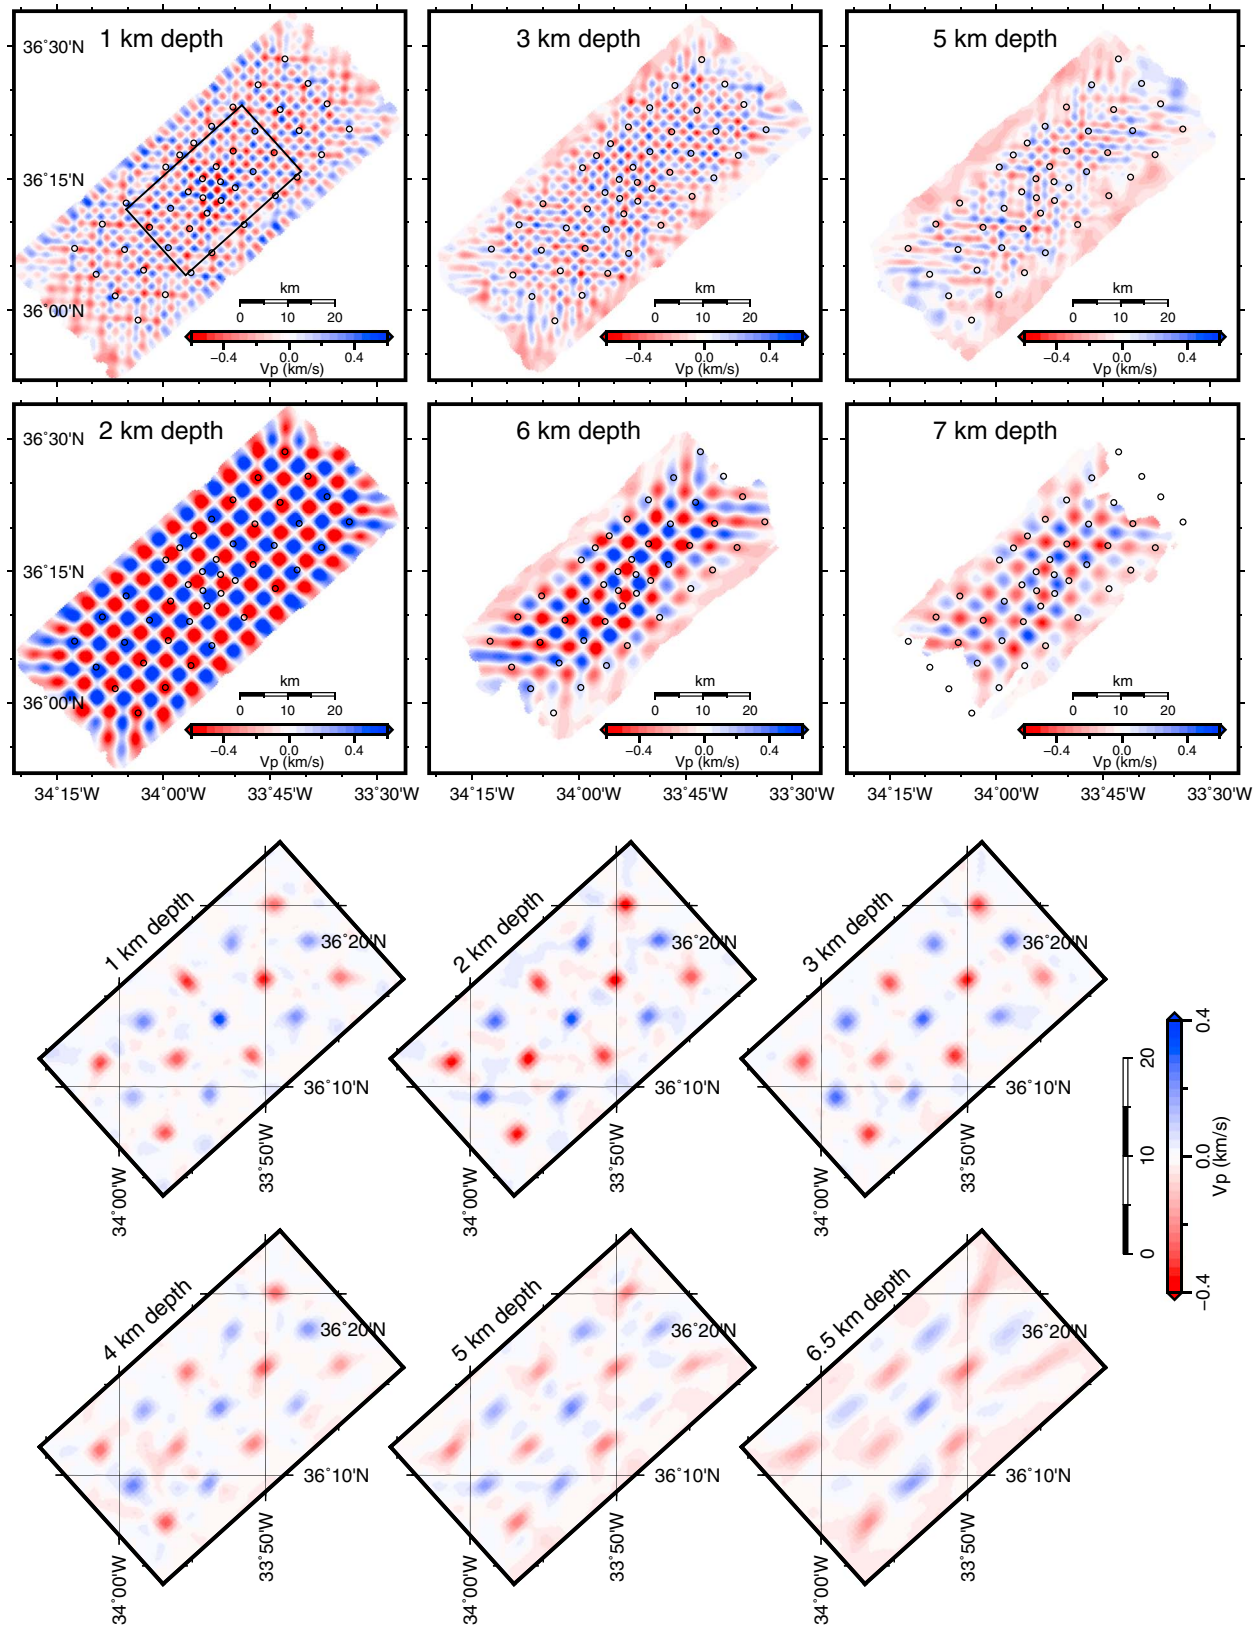 1 km depth
36˚30'N
36˚15'N
36˚00'N
km
0 10 20
−0.4 0.0 0.4
Vp (km/s)
3 km depth
km
0 10 20
−0.4 0.0 0.4
Vp (km/s)
5 km depth
km
0 10 20
−0.4 0.0 0.4
Vp (km/s)
2 km depth
36˚30'N
36˚15'N
36˚00'N
km
0 10 20
−0.4 0.0 0.4
Vp (km/s)
34˚15'W 34˚00'W 33˚45'W 33˚30'W
6 km depth
km
0 10 20
−0.4 0.0 0.4
Vp (km/s)
34˚00'W 33˚45'W 33˚30'W
7 km depth
km
0 10 20
−0.4 0.0 0.4
Vp (km/s)
34˚15'W 34˚00'W 33˚45'W 33˚30'W
1 km depth
36˚20'N
36˚10'N
34˚00'W
33˚50'W
2 km depth
36˚20'N
36˚10'N
34˚00'W
33˚50'W
3 km depth
36˚20'N
36˚10'N
34˚00'W
33˚50'W
0 10 20
−0.4 0.0 0.4
Vp (km/s)
4 km depth
36˚20'N
36˚10'N
34˚00'W
33˚50'W
5 km depth
36˚20'N
36˚10'N
34˚00'W
33˚50'W
6.5 km depth
36˚20'N
36˚10'N
34˚00'W
33˚50'W